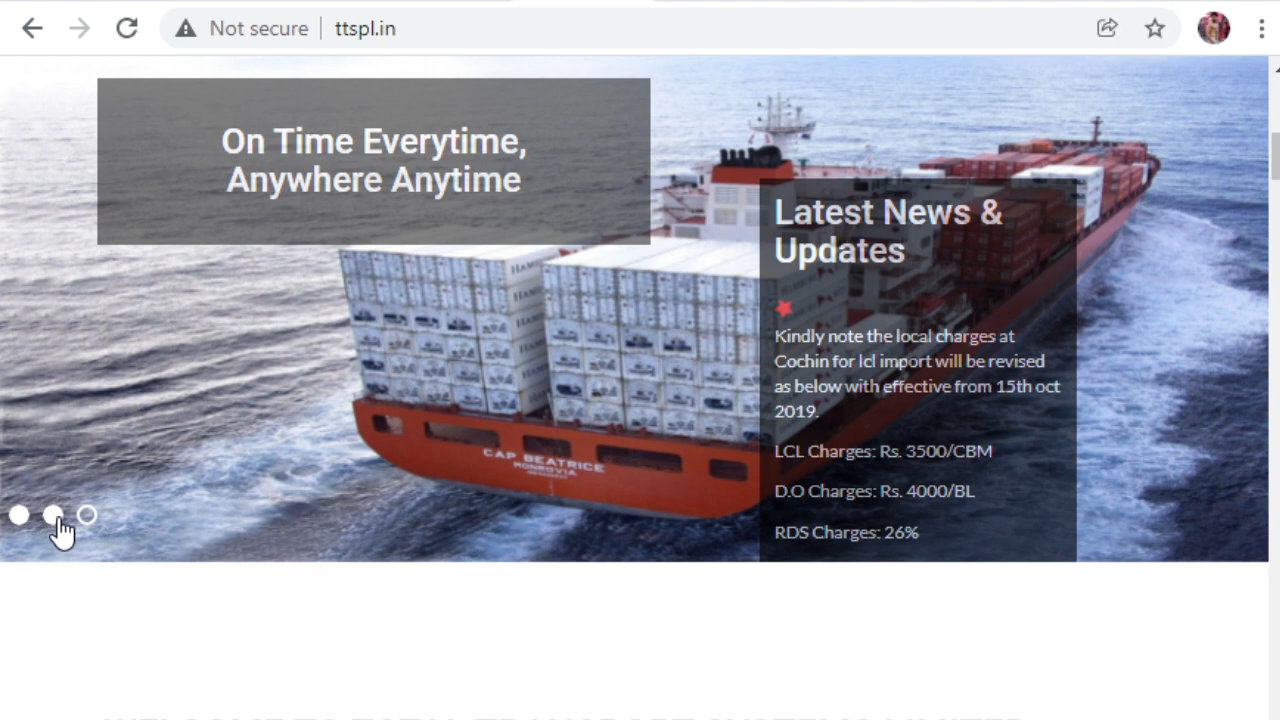 Not secure
ttspl.in
On Time Everytime,
Anywhere Anytime
Latest News &
Updates
Kindly note the local charges at
Cochin for lcl import will be revised
as below with effective from 15th oct
2019.
LCL Charges: Rs. 3500/CBM
D.O Charges: Rs. 4000/BL
RDS Charges: 26%
CAP BEATRICE
MONROVIA